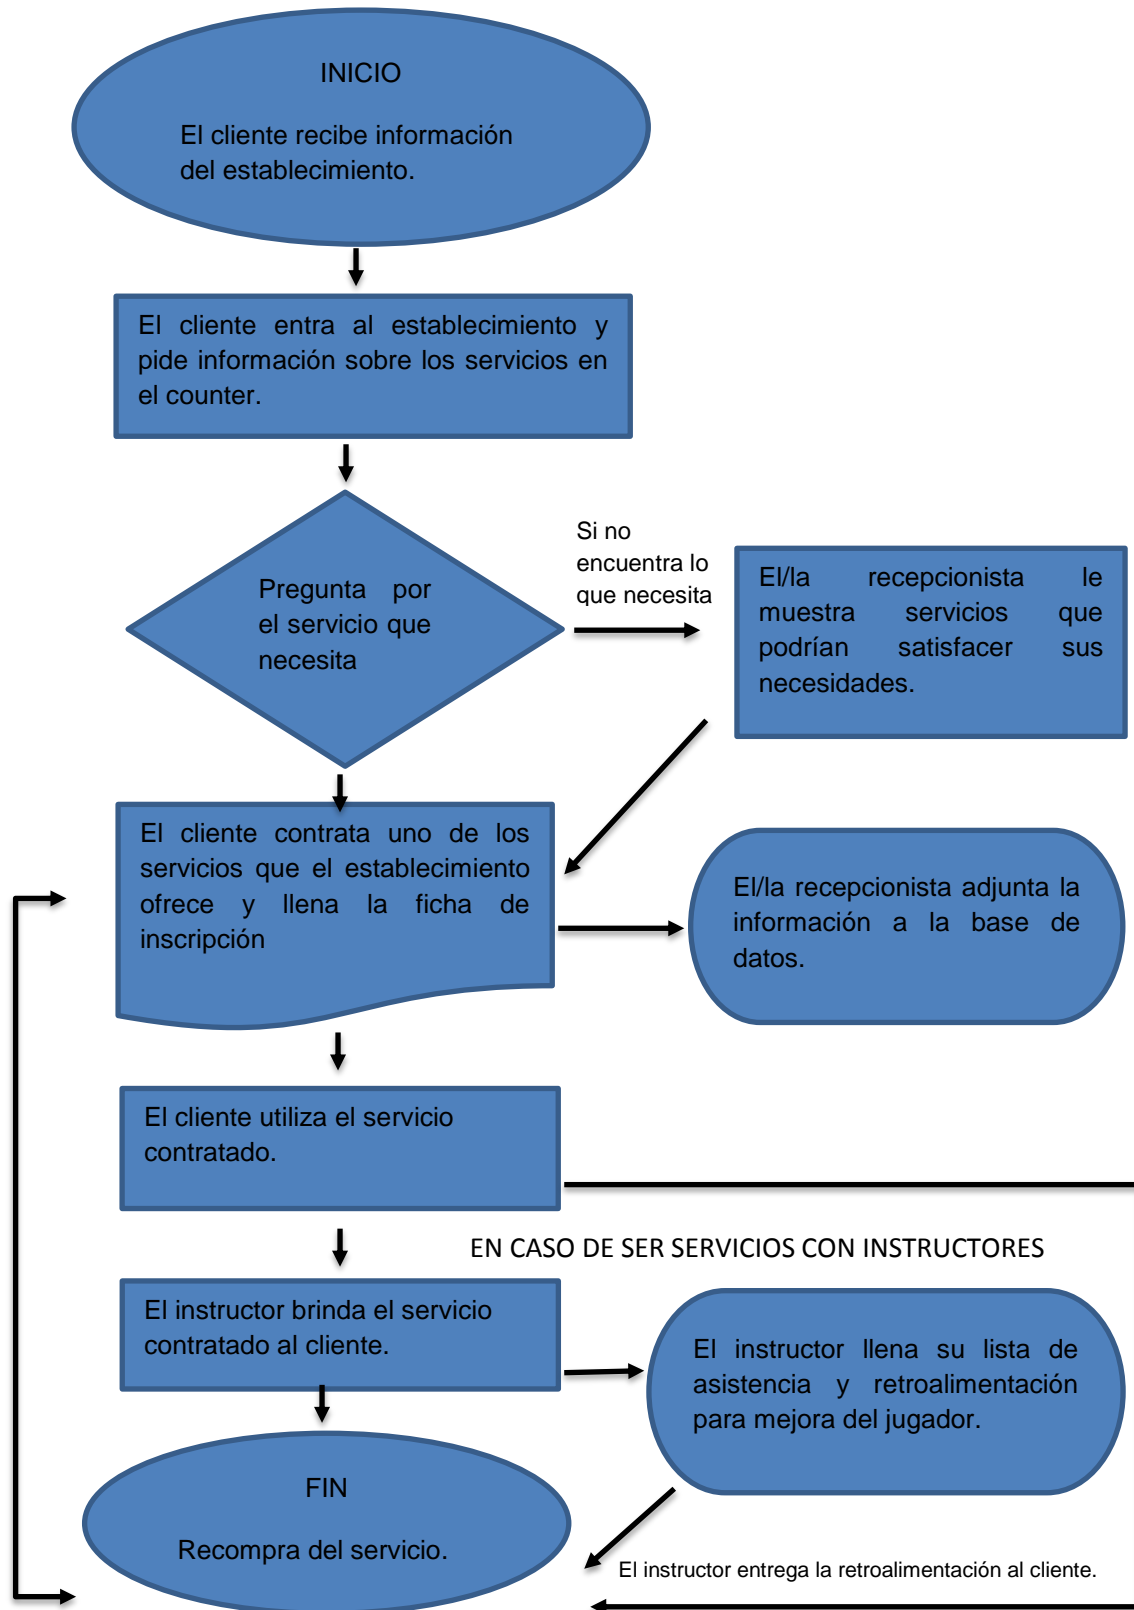 INICIO
El cliente recibe información
del establecimiento.
El cliente entra al establecimiento y
pide información sobre los servicios en
el counter.
Pregunta por
el servicio que
necesita
Si no
encuentra lo
que necesita
El/la recepcionista le
muestra servicios que
podrían satisfacer sus
necesidades.
El cliente contrata uno de los
servicios que el establecimiento
ofrece y llena la ficha de
inscripción
El/la recepcionista adjunta la
información a la base de
datos.
El cliente utiliza el servicio
contratado.
EN CASO DE SER SERVICIOS CON INSTRUCTORES
El instructor brinda el servicio
contratado al cliente.
El instructor llena su lista de
asistencia y retroalimentación
para mejora del jugador.
FIN
Recompra del servicio.
El instructor entrega la retroalimentación al cliente.